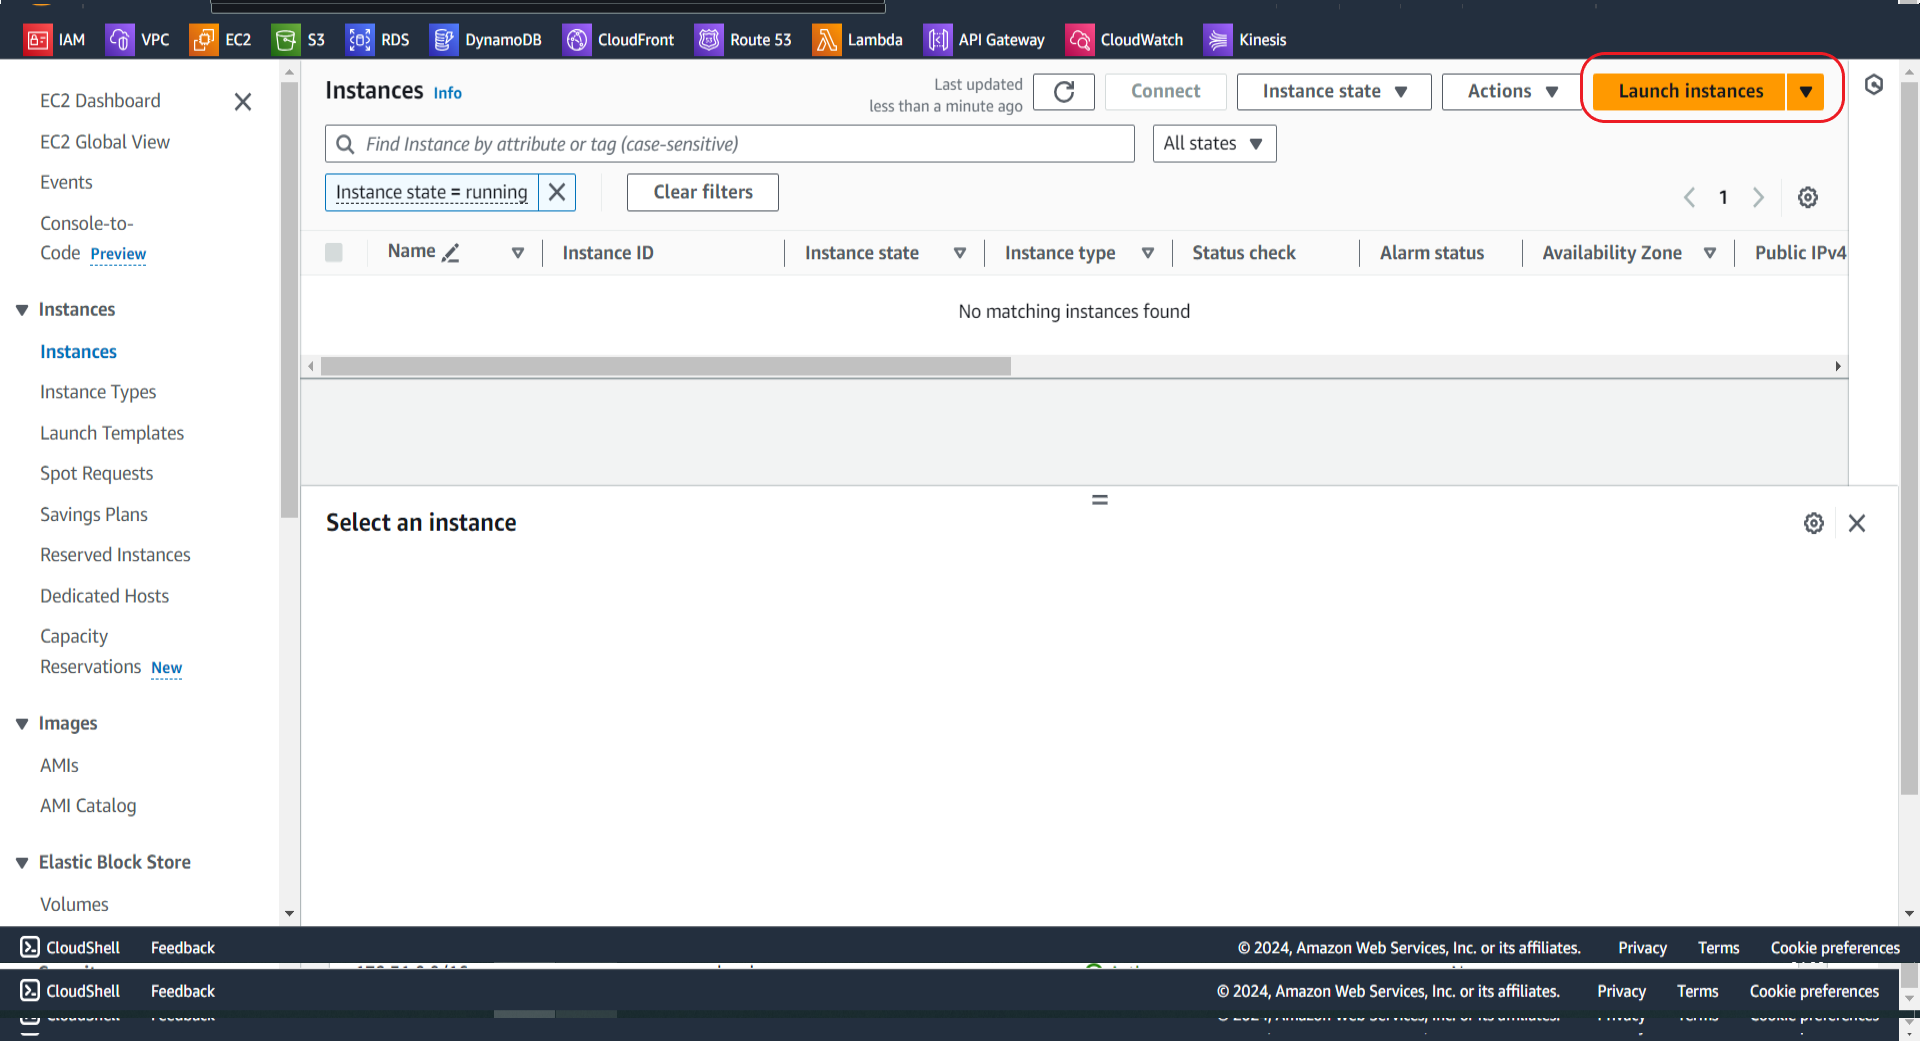 IAM VPC EC2 S3 RDS DynamoDB CloudFront Route 53 Lambda API Gateway CloudWatch Kinesis
EC2 Dashboard
EC2 Global View
Events
Console-to-
Code Preview
Instances
Instances
Instance Types
Launch Templates
Spot Requests
Savings Plans
Reserved Instances
Dedicated Hosts
Capacity
Reservations New
Images
AMIs
AMI Catalog
Elastic Block Store
Volumes
Instances Info
Last updated
less than a minute ago
Connect Instance state Actions Launch instances
Find Instance by attribute or tag (case-sensitive) All states
Instance state = running Clear filters
1
Name Instance ID Instance state Instance type Status check Alarm status Availability Zone Public IPv4
No matching instances found
Select an instance
CloudShell Feedback © 2024, Amazon Web Services, Inc. or its affiliates. Privacy Terms Cookie preferences
CloudShell Feedback © 2024, Amazon Web Services, Inc. or its affiliates. Privacy Terms Cookie preferences